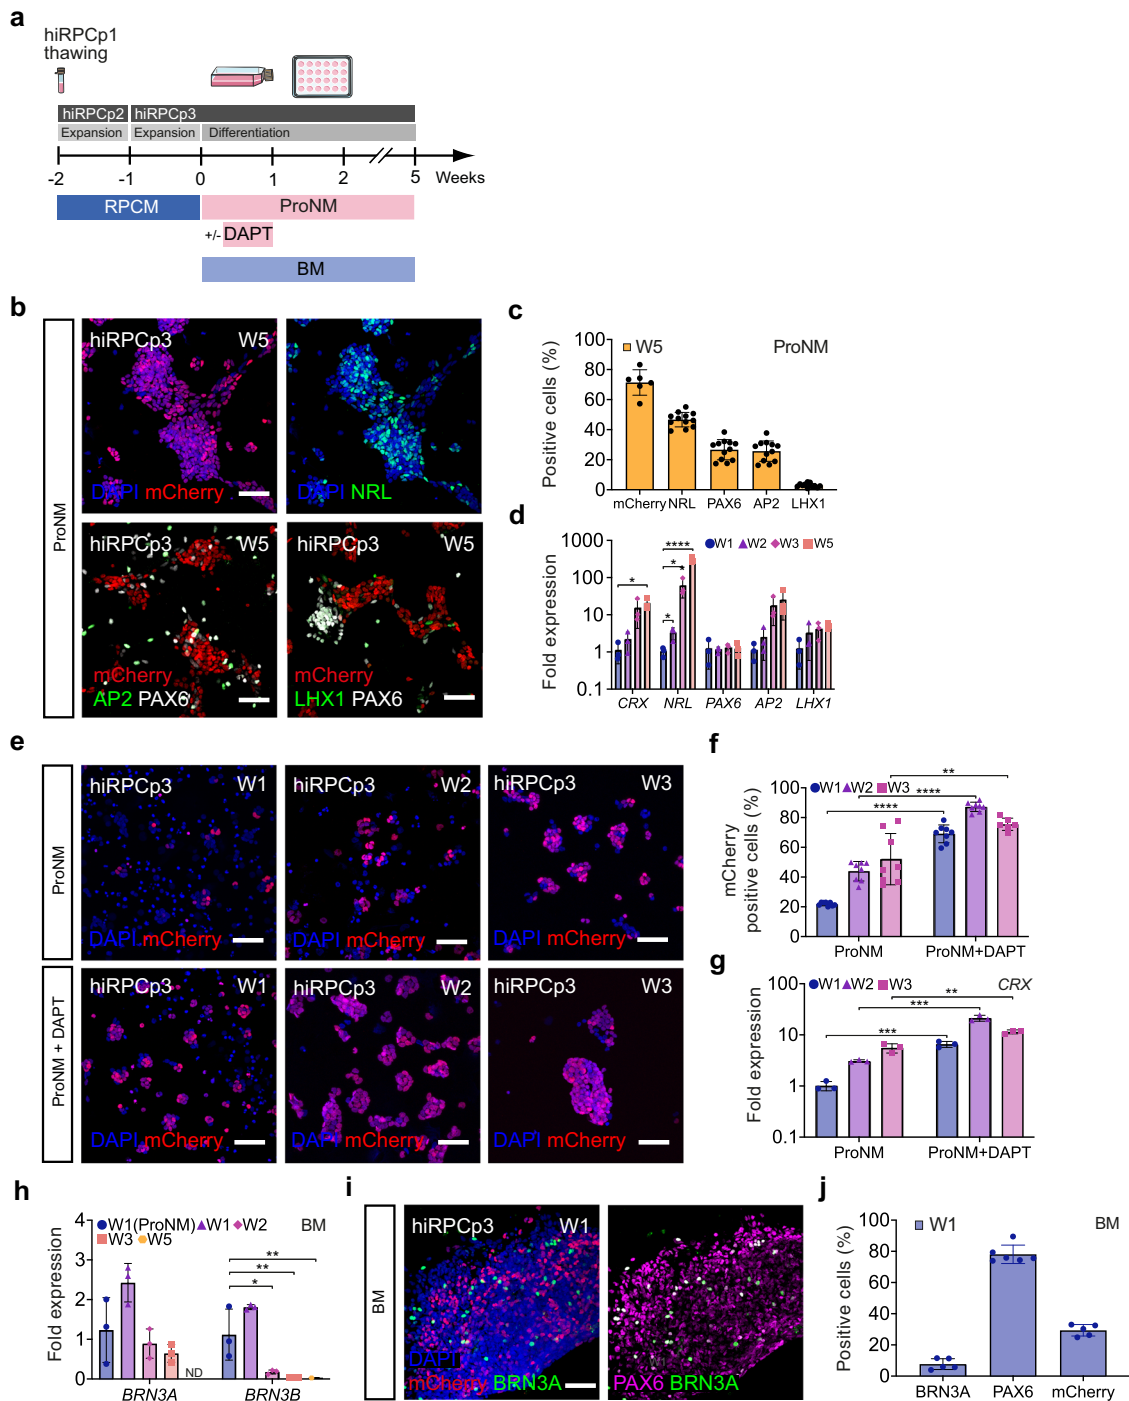 a
hiRPCp1
thawing
hiRPCp2 hiRPCp3
Expansion Expansion Differentiation
-2 -1 0 1 2 5 Weeks
RPCM ProNM
+/- DAPT
BM
b
ProNM
hiRPCp3 W5
DAPI mCherry
DAPI NRL
hiRPCp3 W5
mCherry
AP2 PAX6
hiRPCp3 W5
mCherry
LHX1 PAX6
c
Positive cells (%)
W5 ProNM
100
80
60
40
20
0
mCherry NRL PAX6 AP2 LHX1
d
Fold expression
W1 W2 W3 W5
1000
100
10
1
0.1
* * * ****
CRX NRL PAX6 AP2 LHX1
e
ProNM
hiRPCp3 W1
DAPI mCherry
hiRPCp3 W2
DAPI mCherry
hiRPCp3 W3
DAPI mCherry
ProNM + DAPT
hiRPCp3 W1
DAPI mCherry
hiRPCp3 W2
DAPI mCherry
hiRPCp3 W3
DAPI mCherry
f
mCherry
positive cells (%)
W1 W2 W3
100
80
60
40
20
0
**
****
****
ProNM ProNM+DAPT
g
Fold expression
W1 W2 W3 CRX
100
10
1
0.1
**
***
***
ProNM ProNM+DAPT
h
Fold expression
W1(ProNM) W1 W2 BM
W3 W5
4
3
2
1
0
**
**
*
ND
BRN3A BRN3B
i
BM
hiRPCp3 W1
DAPI
mCherry BRN3A
PAX6 BRN3A
j
Positive cells (%)
W1 BM
100
80
60
40
20
0
BRN3A PAX6 mCherry